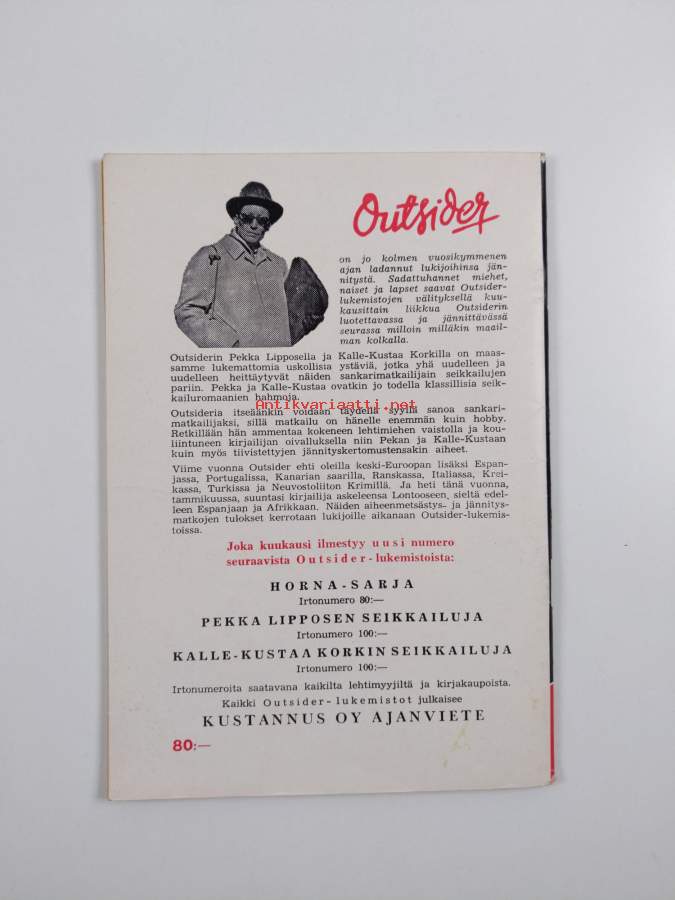 Outsider
on jo kolmen vuosikymmenen
ajan ladannut lukijoihinsa jän-
nitystä. Sadattuhannet miehet,
naiset ja lapset saavat Outsider-
lukemistojen välityksellä kuu-
kausittain liikkua Outsiderin
luotettavassa ja jännittävässä
seurassa milloin milläkin maail-
man kolkalla.
Outsiderin Pekka Lipposella ja Kalle-Kustaa Korkilla on maas-
samme lukemattomia uskollisia ystäviä, jotka yhä uudelleen ja
uudelleen heittäytyvät näiden sankarimatkailijain seikkailujen
pariin. Pekka ja Kalle-Kustaa ovatkin jo todella klassillisia seik-
kailuromaanien hahmoja.
Antikvariaatti.net
Outsideria itseäänkin voidaan täydellä syyllä sanoa sankari-
matkailijaksi, sillä matkailu on hänelle enemmän kuin hobby.
Retkillään hän ammentaa kokeneen lehtimiehen vaistolla ja kou-
liintuneen kirjailijan oivalluksella niin Pekan ja Kalle-Kustaan
kuin myös tiivistettyjen jännityskertomustensakin aiheet.
Viime vuonna Outsider ehti oleilla keski-Euroopan lisäksi Espan-
jassa, Portugalissa, Kanarian saarilla, Ranskassa, Italiassa, Krei-
kassa, Turkissa ja Neuvostoliiton Krimillä. Ja heti tänä vuonna,
tammikuussa, suuntasi kirjailija askeleensa Lontooseen, sieltä edel-
leen Espanjaan ja Afrikkaan. Näiden aiheenmetsästys- ja jännitys-
matkojen tulokset kerrotaan lukijoille aikanaan Outsider-lukemis-
toissa.
Joka kuukausi ilmestyy uusi numero
seuraavista Outsider-lukemistoista:
HORNA-SARJA
Irtonumero 80:—
PEKKA LIPPOSEN SEIKKAILUJA
Irtonumero 100:—
KALLE-KUSTAA KORKIN SEIKKAILUJA
Irtonumero 100:—
Irtonumeroita saatavana kaikilta lehtimyyjiltä ja kirjakaupoista.
Kaikki Outsider-lukemistot julkaisee
KUSTANNUS OY AJANVIETE
80:—